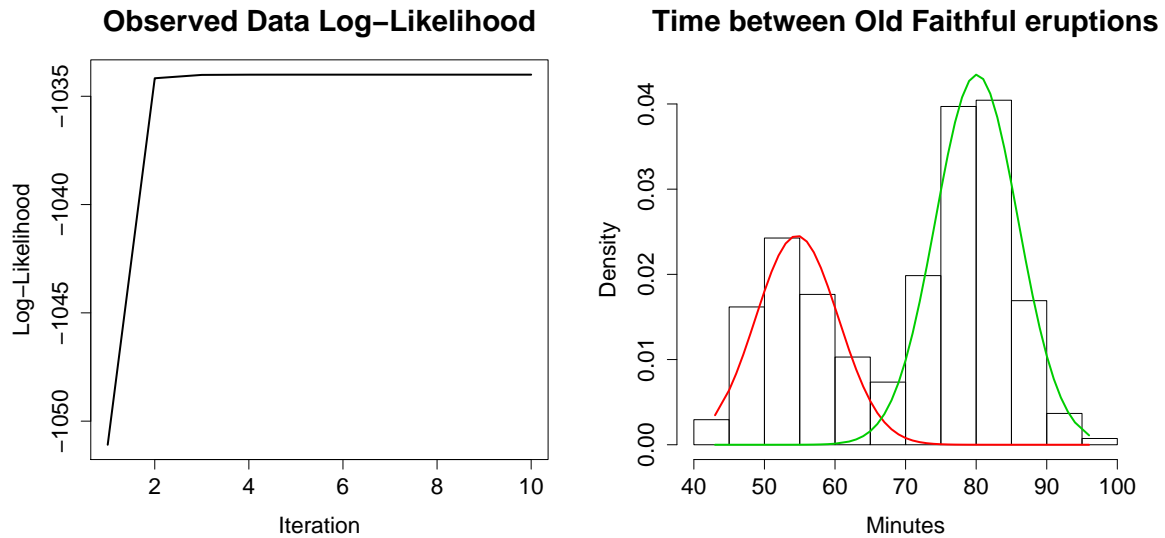 Observed Data Log−Likelihood
−1035
−1040
−1045
−1050
Log−Likelihood
2 4 6 8 10
Iteration
Time between Old Faithful eruptions
0.04
0.03
0.02
0.01
0.00
Density
40 50 60 70 80 90 100
Minutes